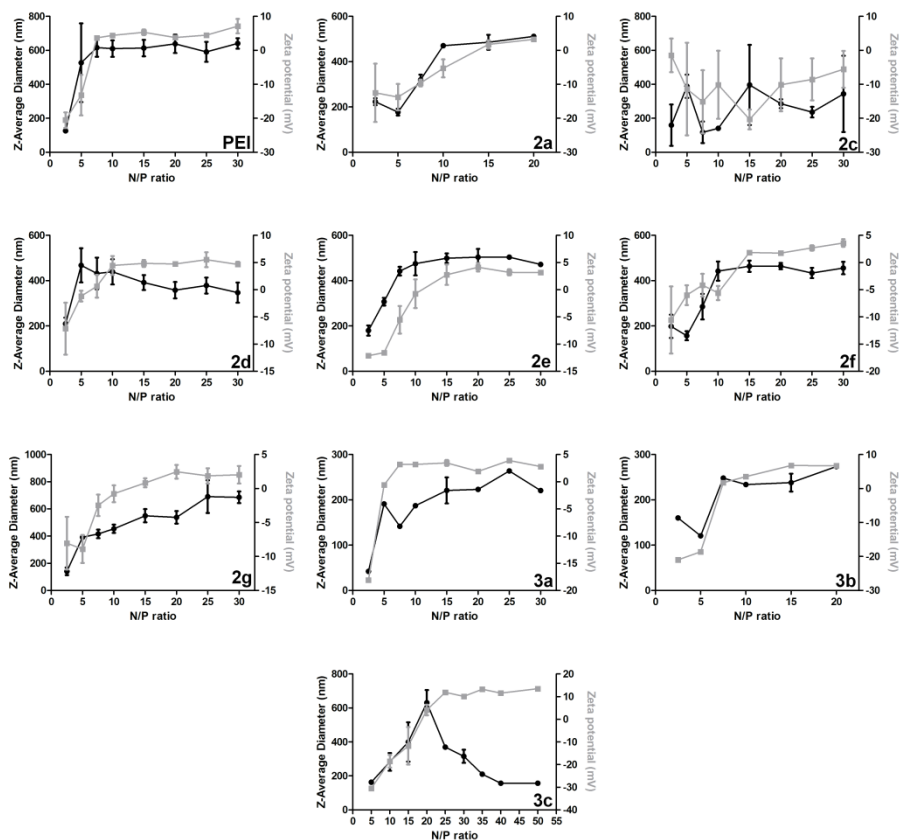 Z-Average Diameter (nm)
800
600
400
200
0
10
0
-10
-20
-30
Zeta potential (mV)
PEI
0 5 10 15 20 25 30
N/P ratio
Z-Average Diameter (nm)
600
400
200
0
10
0
-10
-20
-30
Zeta potential (mV)
2a
0 5 10 15 20
N/P ratio
Z-Average Diameter (nm)
800
600
400
200
0
10
0
-10
-20
-30
Zeta potential (mV)
2c
0 5 10 15 20 25 30
N/P ratio
Z-Average Diameter (nm)
600
400
200
0
10
5
0
-5
-10
-15
Zeta potential (mV)
2d
0 5 10 15 20 25 30
N/P ratio
Z-Average Diameter (nm)
600
400
200
0
10
5
0
-5
-10
-15
Zeta potential (mV)
2e
0 5 10 15 20 25 30
N/P ratio
Z-Average Diameter (nm)
600
400
200
0
5
0
-5
-10
-15
-20
Zeta potential (mV)
2f
0 5 10 15 20 25 30
N/P ratio
Z-Average Diameter (nm)
1000
800
600
400
200
0
5
0
-5
-10
-15
Zeta potential (mV)
2g
0 5 10 15 20 25 30
N/P ratio
Z-Average Diameter (nm)
300
200
100
0
5
0
-5
-10
-15
-20
Zeta potential (mV)
3a
0 5 10 15 20 25 30
N/P ratio
Z-Average Diameter (nm)
300
200
100
0
10
0
-10
-20
-30
Zeta potential (mV)
3b
0 5 10 15 20
N/P ratio
Z-Average Diameter (nm)
800
600
400
200
0
20
10
0
-10
-20
-30
-40
Zeta potential (mV)
3c
0 5 10 15 20 25 30 35 40 45 50 55
N/P ratio